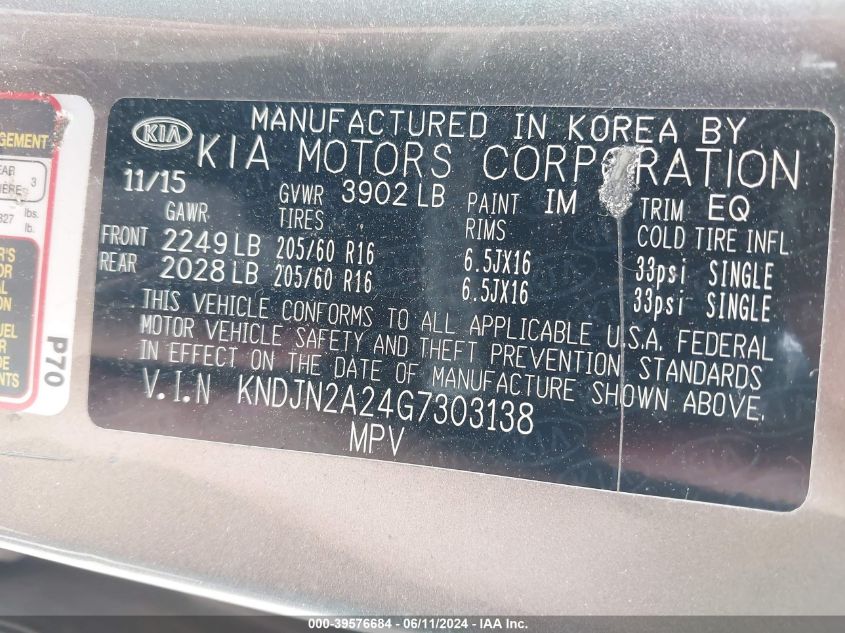 MANUFACTURED IN KOREA BY
KIA KIA MOTORS CORPORATION
11/15 GVWR 3902 LB PAINT IM TRIM EQ
GAWR TIRES RIMS COLD TIRE INFL
FRONT 2249 LB 205/60 R16 6.5JX16 33psi SINGLE
REAR 2028 LB 205/60 R16 6.5JX16 33psi SINGLE
THIS VEHICLE CONFORMS TO ALL APPLICABLE U.S.A. FEDERAL
MOTOR VEHICLE SAFETY AND THEFT PREVENTION STANDARDS
IN EFFECT ON THE DATE OF MANUFACTURE SHOWN ABOVE.
V.I.N KNDJN2A24G7303138
MPV
P70
000-39576684 - 06/11/2024 - IAA, Inc.